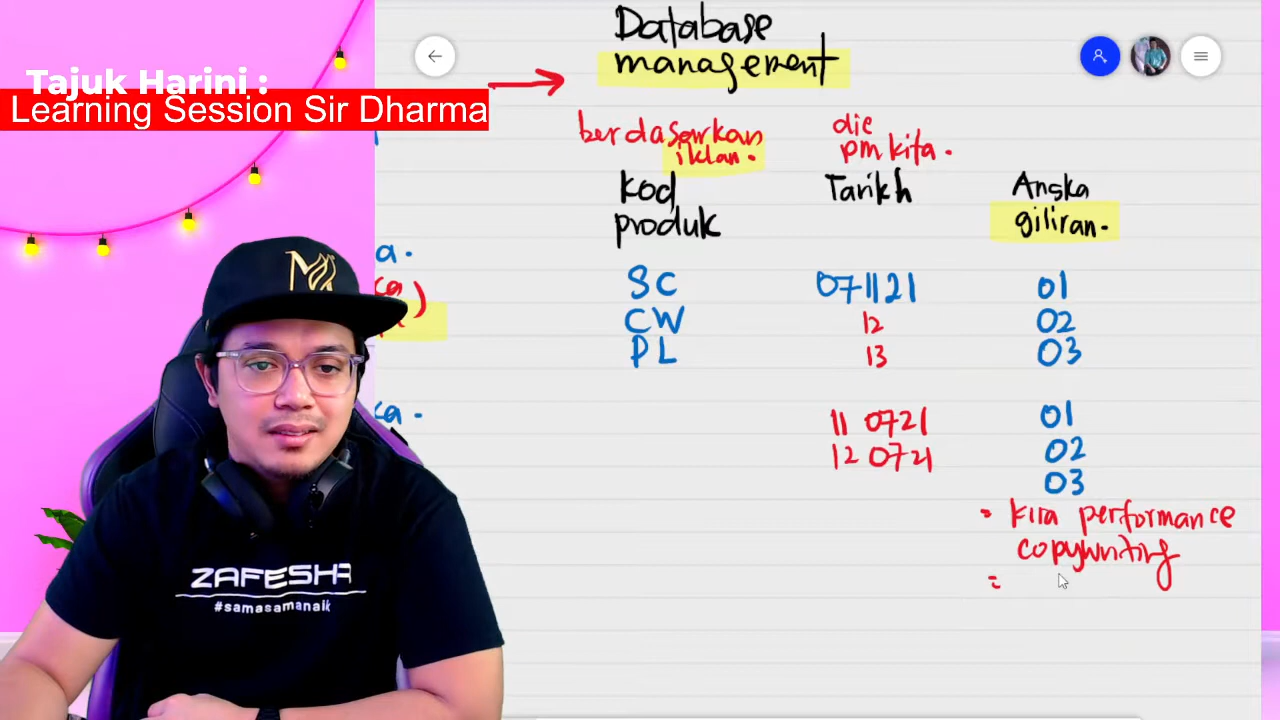 Tajuk Harini :
Learning Session Sir Dharma
Database
management
berdasarkan
iklan.
die
pm kita.
Kod
produk
Tarikh
Angka
giliran.
SC 071121 01
CW 12 02
PL 13 03
11 0721 01
12 0721 02
03
= kira performance
copywriting
=
a.
ca.
ZAFESHA
#samasamanaik